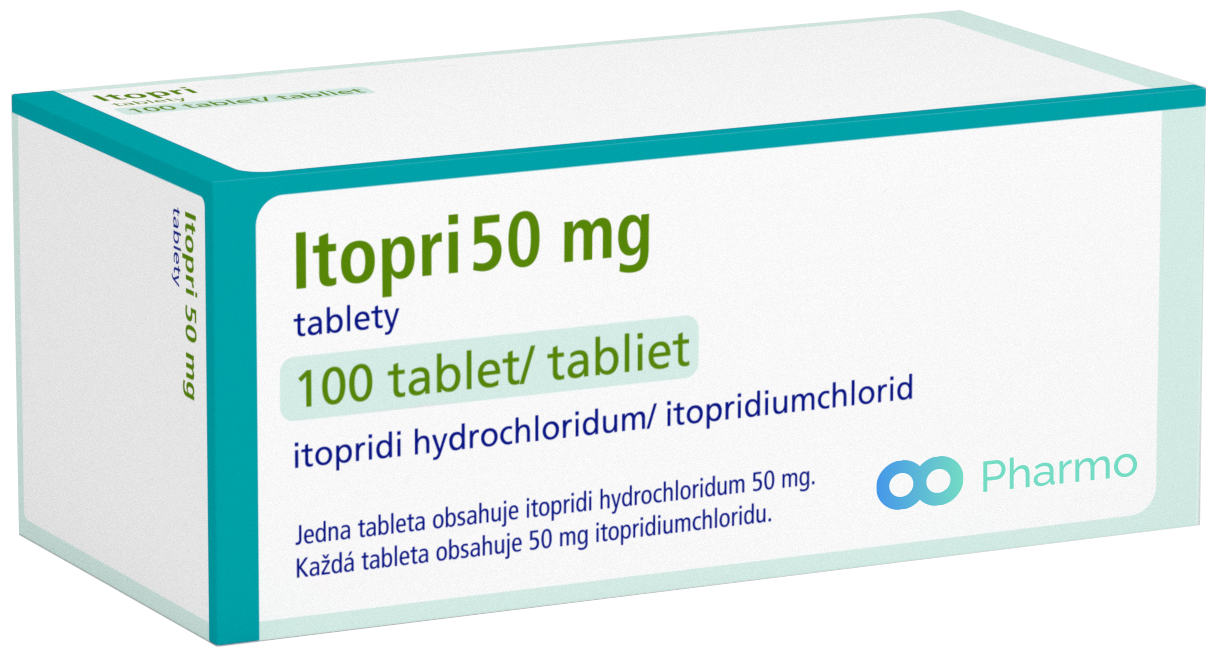 Itopri
tablety
100 tablet/ tabliet
Itopri 50 mg
tablety
Itopri 50 mg
tablety
100 tablet/ tabliet
itopridi hydrochloridum/ itopridiumchlorid
Jedna tableta obsahuje itopridi hydrochloridum 50 mg.
Každá tableta obsahuje 50 mg itopridiumchloridu.
Pharmo